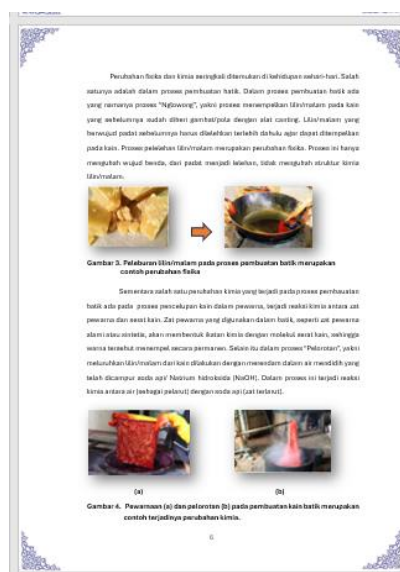 Perubahan fisika dan kimia seringkali ditemukan di kehidupan sehari-hari. Salah
satunya adalah dalam proses pembuatan batik. Dalam proses pembuatan batik ada
yang namanya proses "Nglowong", yakni proses menempelkan lilin/malam pada kain
yang sebelumnya sudah diberi gambar/pola dengan alat canting. Lilin/malam yang
berwujud padat sebelumnya harus dilelehkan terlebih dahulu agar dapat ditempelkan
pada kain. Proses pelelehan lilin/malam merupakan perubahan fisika. Proses ini hanya
mengubah wujud benda, dari padat menjadi lelehan, tidak mengubah struktur kimia
lilin/malam.
Gambar 3. Peleburan lilin/malam pada proses pembuatan batik merupakan
contoh perubahan fisika
Sementara salah satu perubahan kimia yang terjadi pada proses pembuatan
batik ada pada proses pencelupan kain dalam pewarna, terjadi reaksi kimia antara zat
pewarna dan serat kain. Zat pewarna yang digunakan dalam batik, seperti zat pewarna
alami atau sintetis, akan membentuk ikatan kimia dengan molekul serat kain, sehingga
warna tersebut menempel secara permanen. Selain itu dalam proses "Pelorotan", yakni
meluruhkan lilin/malam dari kain dilakukan dengan merendam dalam air mendidih yang
telah dicampur soda api/ Natrium hidroksida (NaOH). Dalam proses ini terjadi reaksi
kimia antara air (sebagai pelarut) dengan soda api (zat terlarut).
(a) (b)
Gambar 4. Pewarnaan (a) dan pelorotan (b) pada pembuatan kain batik merupakan
contoh terjadinya perubahan kimia.
6